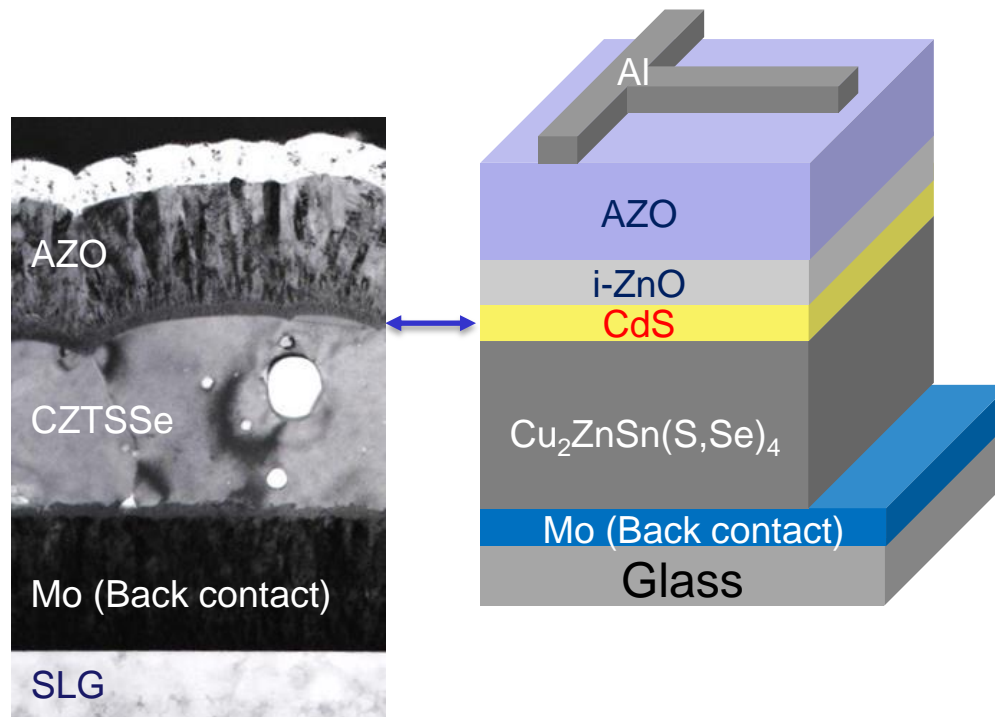 AZO
CZTSSe
Mo (Back contact)
SLG
Al
AZO
i-ZnO
CdS
Cu₂ZnSn(S,Se)₄
Mo (Back contact)
Glass